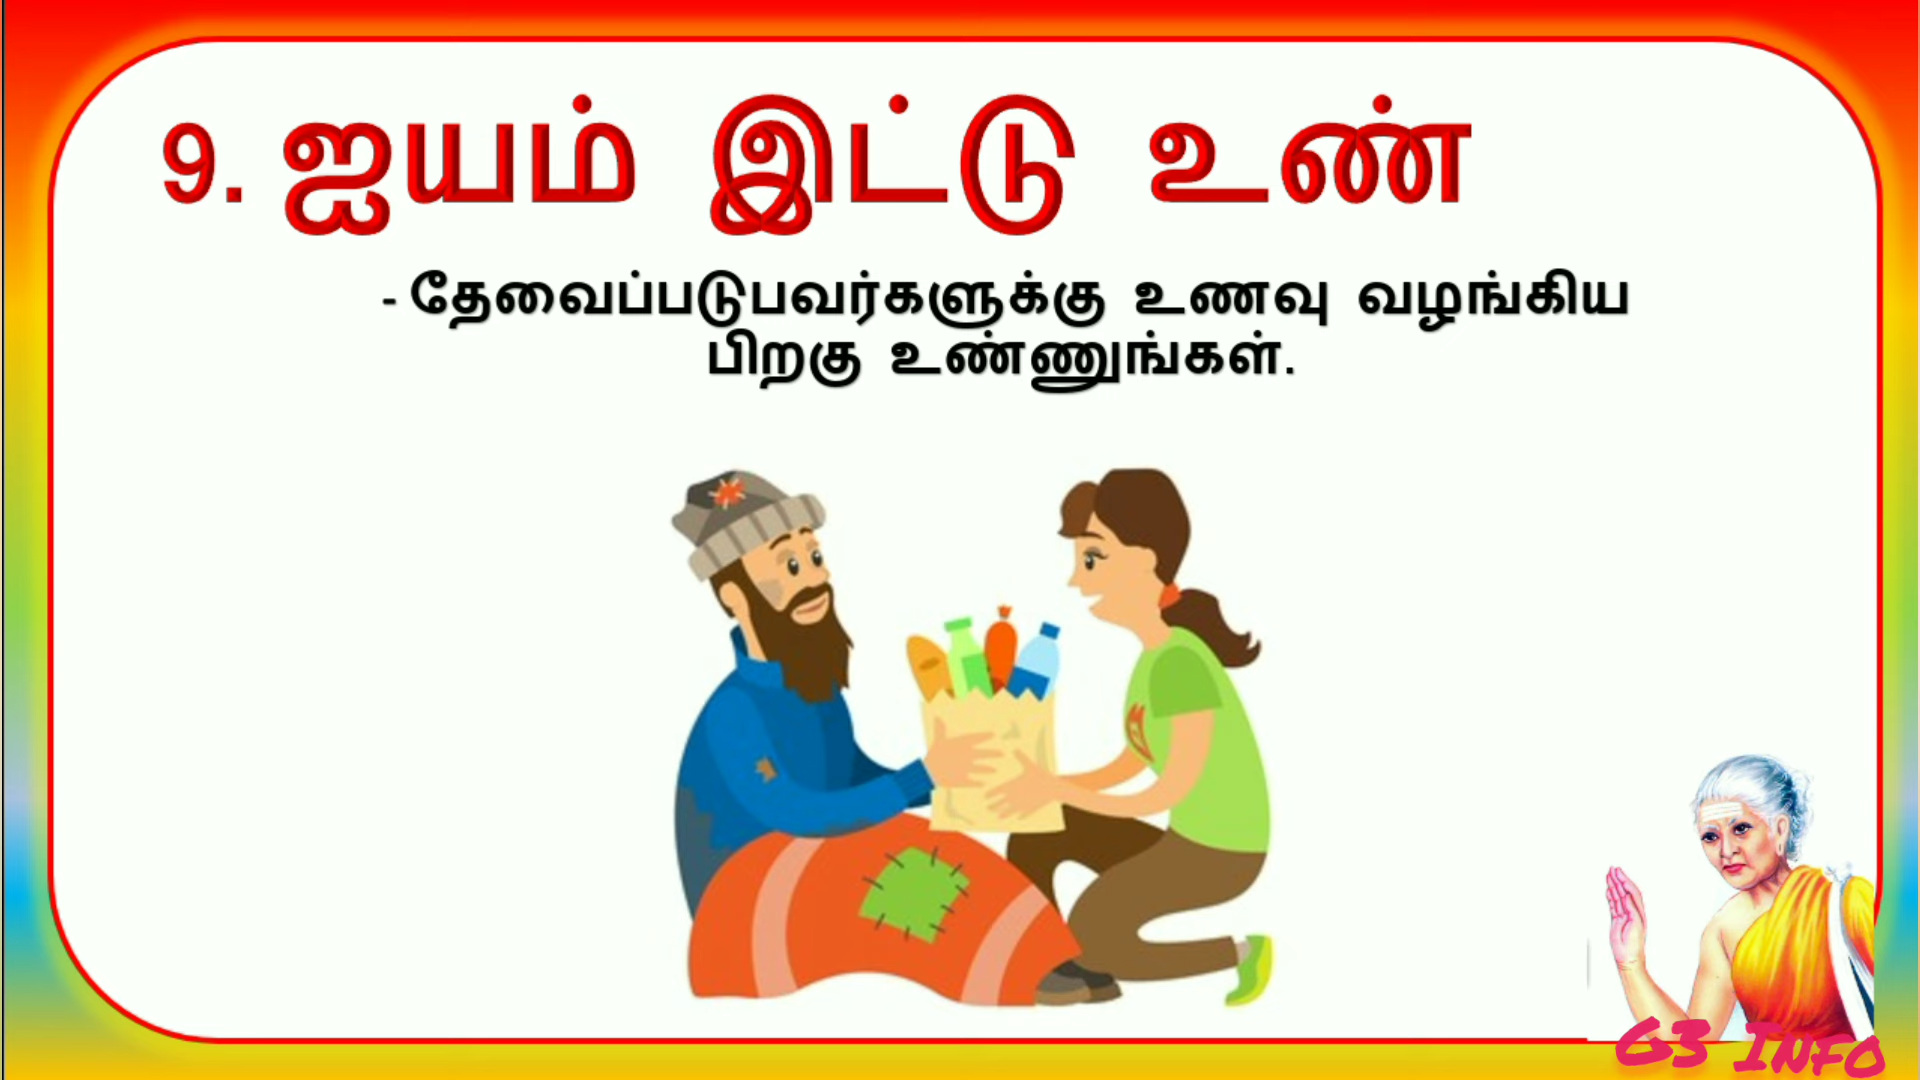 9. ஐயம் இட்டு உண்
- தேவைப்படுபவர்களுக்கு உணவு வழங்கிய
பிறகு உண்ணுங்கள்.
G3 INFO